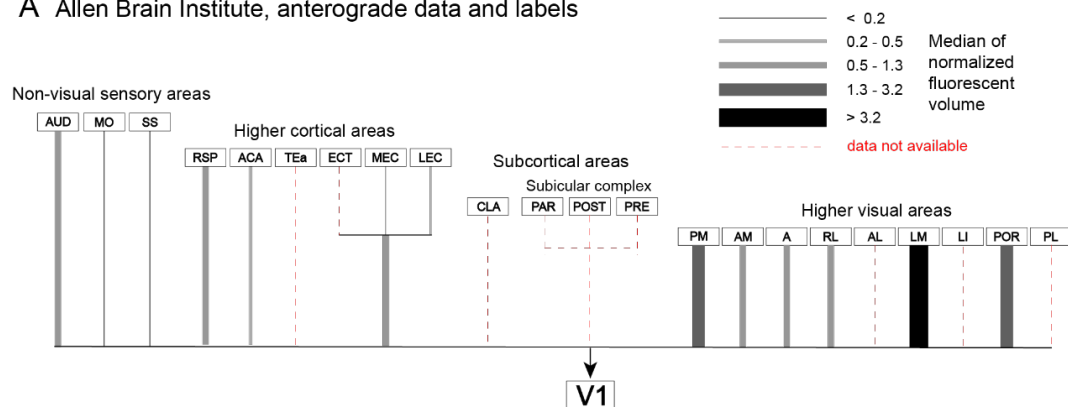 A Allen Brain Institute, anterograde data and labels
< 0.2
0.2 - 0.5
0.5 - 1.3
1.3 - 3.2
> 3.2
data not available
Median of
normalized
fluorescent
volume
Non-visual sensory areas
AUD MO SS
Higher cortical areas
RSP ACA TEa ECT MEC LEC
Subcortical areas
Subicular complex
CLA PAR POST PRE
Higher visual areas
PM AM A RL AL LM LI POR PL
V1